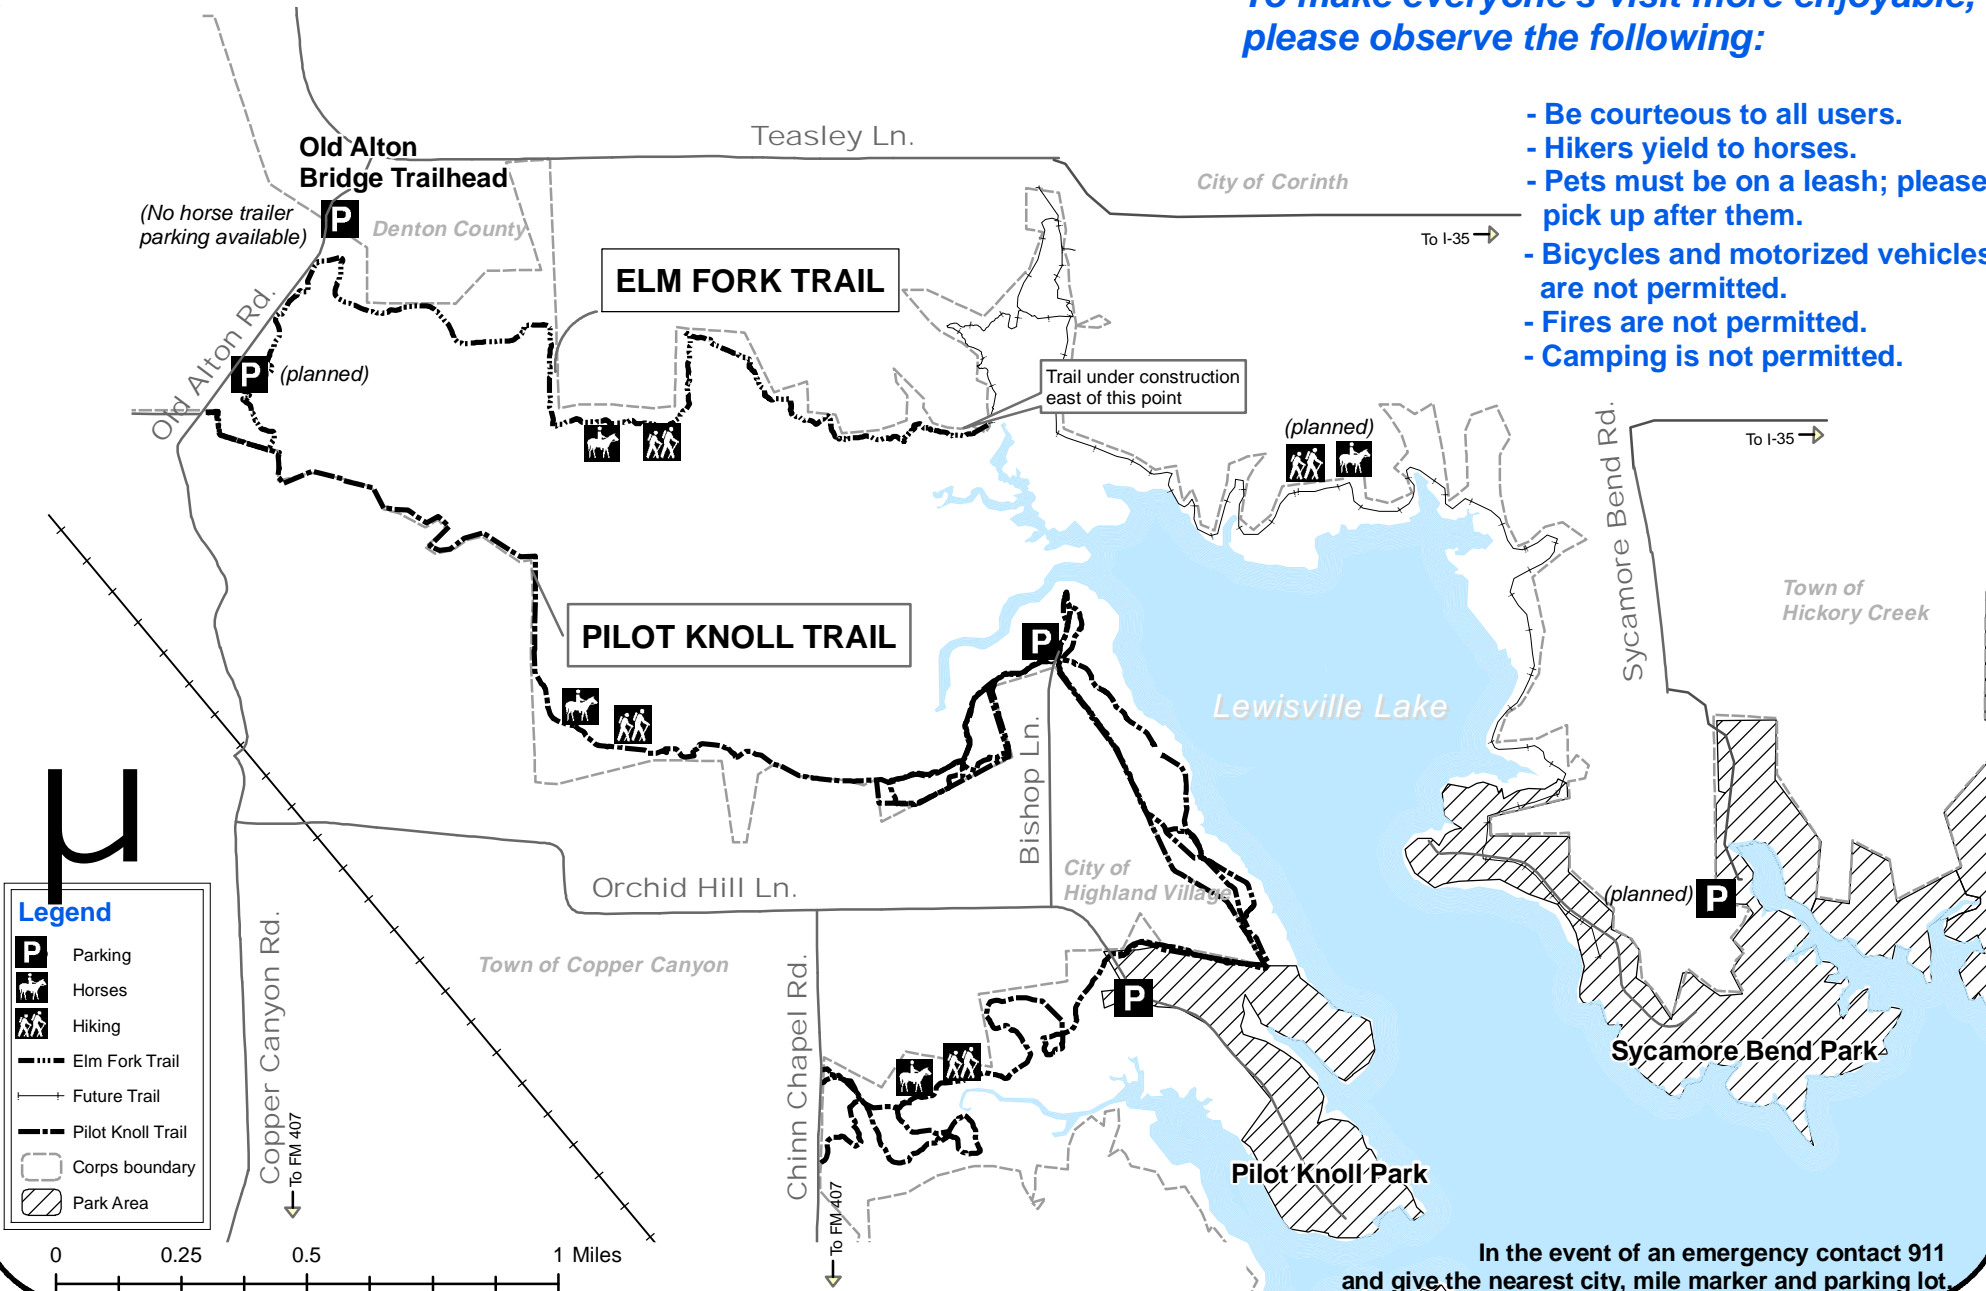 To make everyone's visit more enjoyable,
please observe the following:
- Be courteous to all users.
- Hikers yield to horses.
- Pets must be on a leash; please
pick up after them.
- Bicycles and motorized vehicles
are not permitted.
- Fires are not permitted.
- Camping is not permitted.
Teasley Ln.
Old Alton
Bridge Trailhead
City of Corinth
(No horse trailer
parking available)
P
Denton County
To I-35
ELM FORK TRAIL
Old Alton Rd.
P
(planned)
Trail under construction
east of this point
(planned)
Sycamore Bend Rd.
To I-35
Town of
Hickory Creek
PILOT KNOLL TRAIL
P
Lewisville Lake
Bishop Ln.
City of
Highland Village
Orchid Hill Ln.
(planned)
P
Town of Copper Canyon
Copper Canyon Rd.
To FM 407
Chinn Chapel Rd.
To FM 407
P
Sycamore Bend Park
Pilot Knoll Park
µ
Legend
P
Parking
Horses
Hiking
Elm Fork Trail
Future Trail
Pilot Knoll Trail
Corps boundary
Park Area
0 0.25 0.5 1 Miles
In the event of an emergency contact 911
and give the nearest city, mile marker and parking lot.